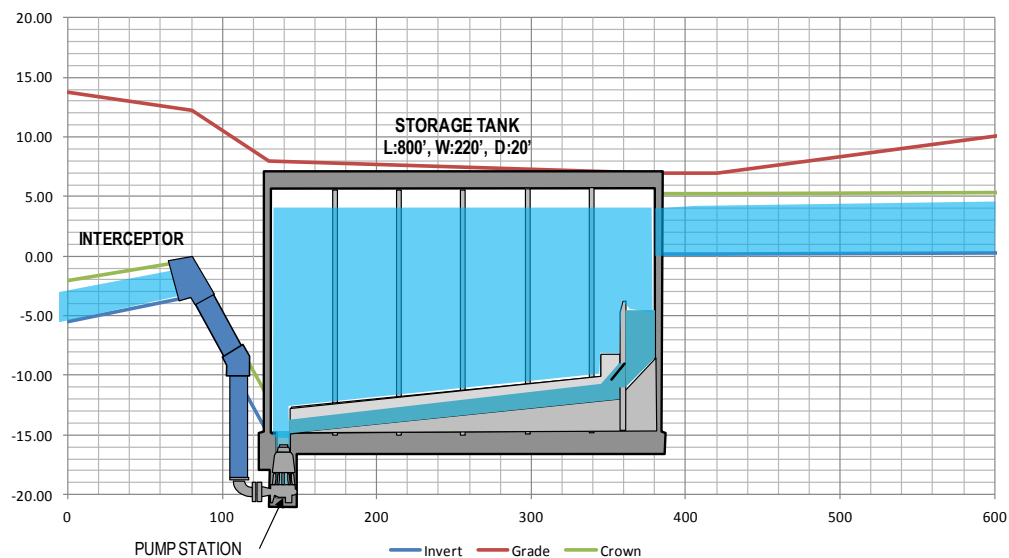 20.00
15.00
10.00
5.00
0.00
-5.00
-10.00
-15.00
-20.00
STORAGE TANK
L:800’, W:220’, D:20’
INTERCEPTOR
0
100
200
300
400
500
600
PUMP STATION
Invert
Grade
Crown